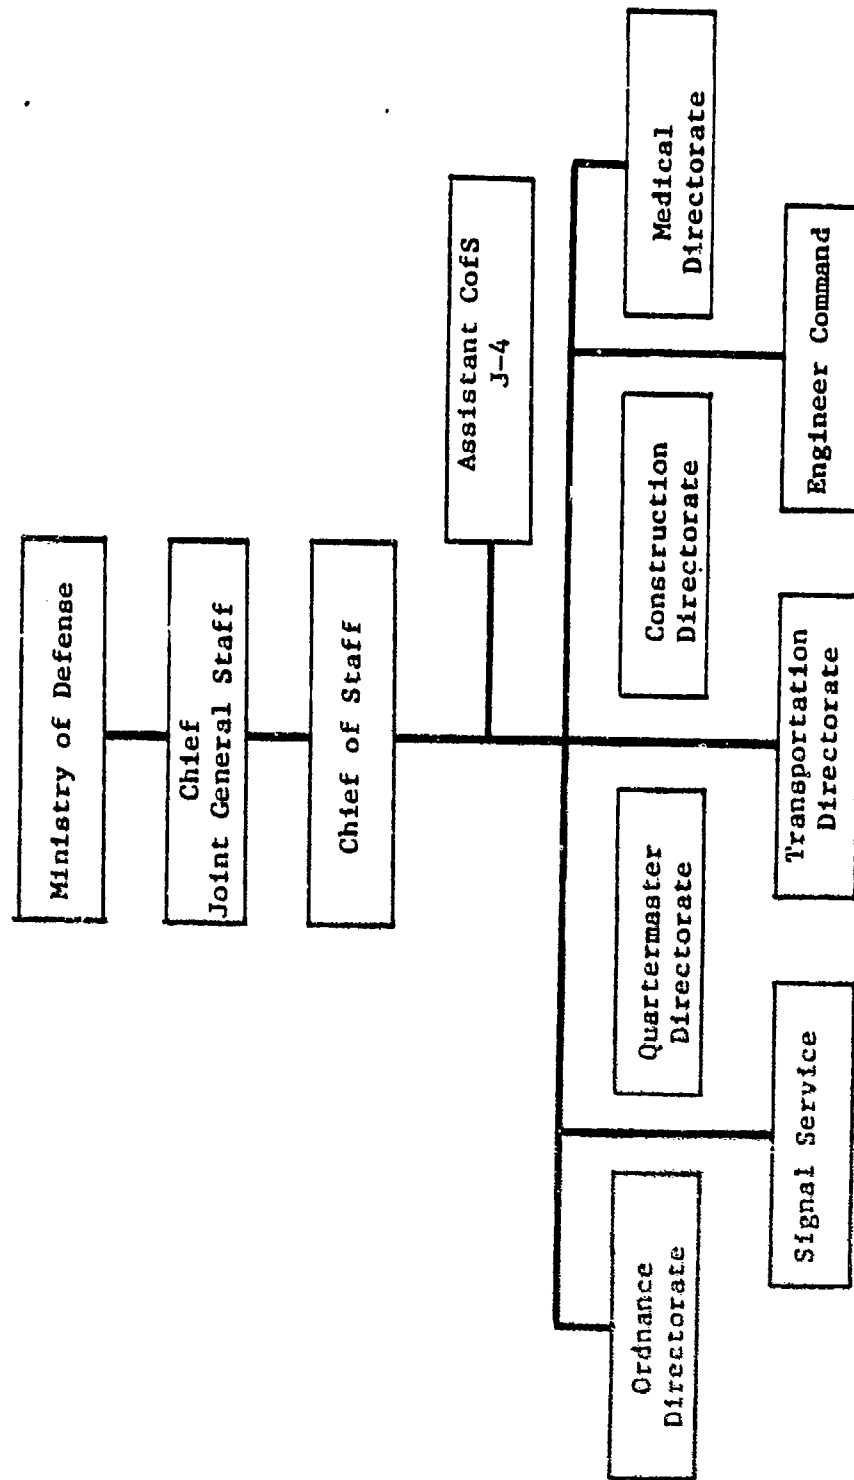 Ministry of Defense
Chief
Joint General Staff
Chief of Staff
Assistant CofS
J-4
Ordnance
Directorate
Quartermaster
Directorate
Construction
Directorate
Medical
Directorate
Signal Service
Transportation
Directorate
Engineer Command